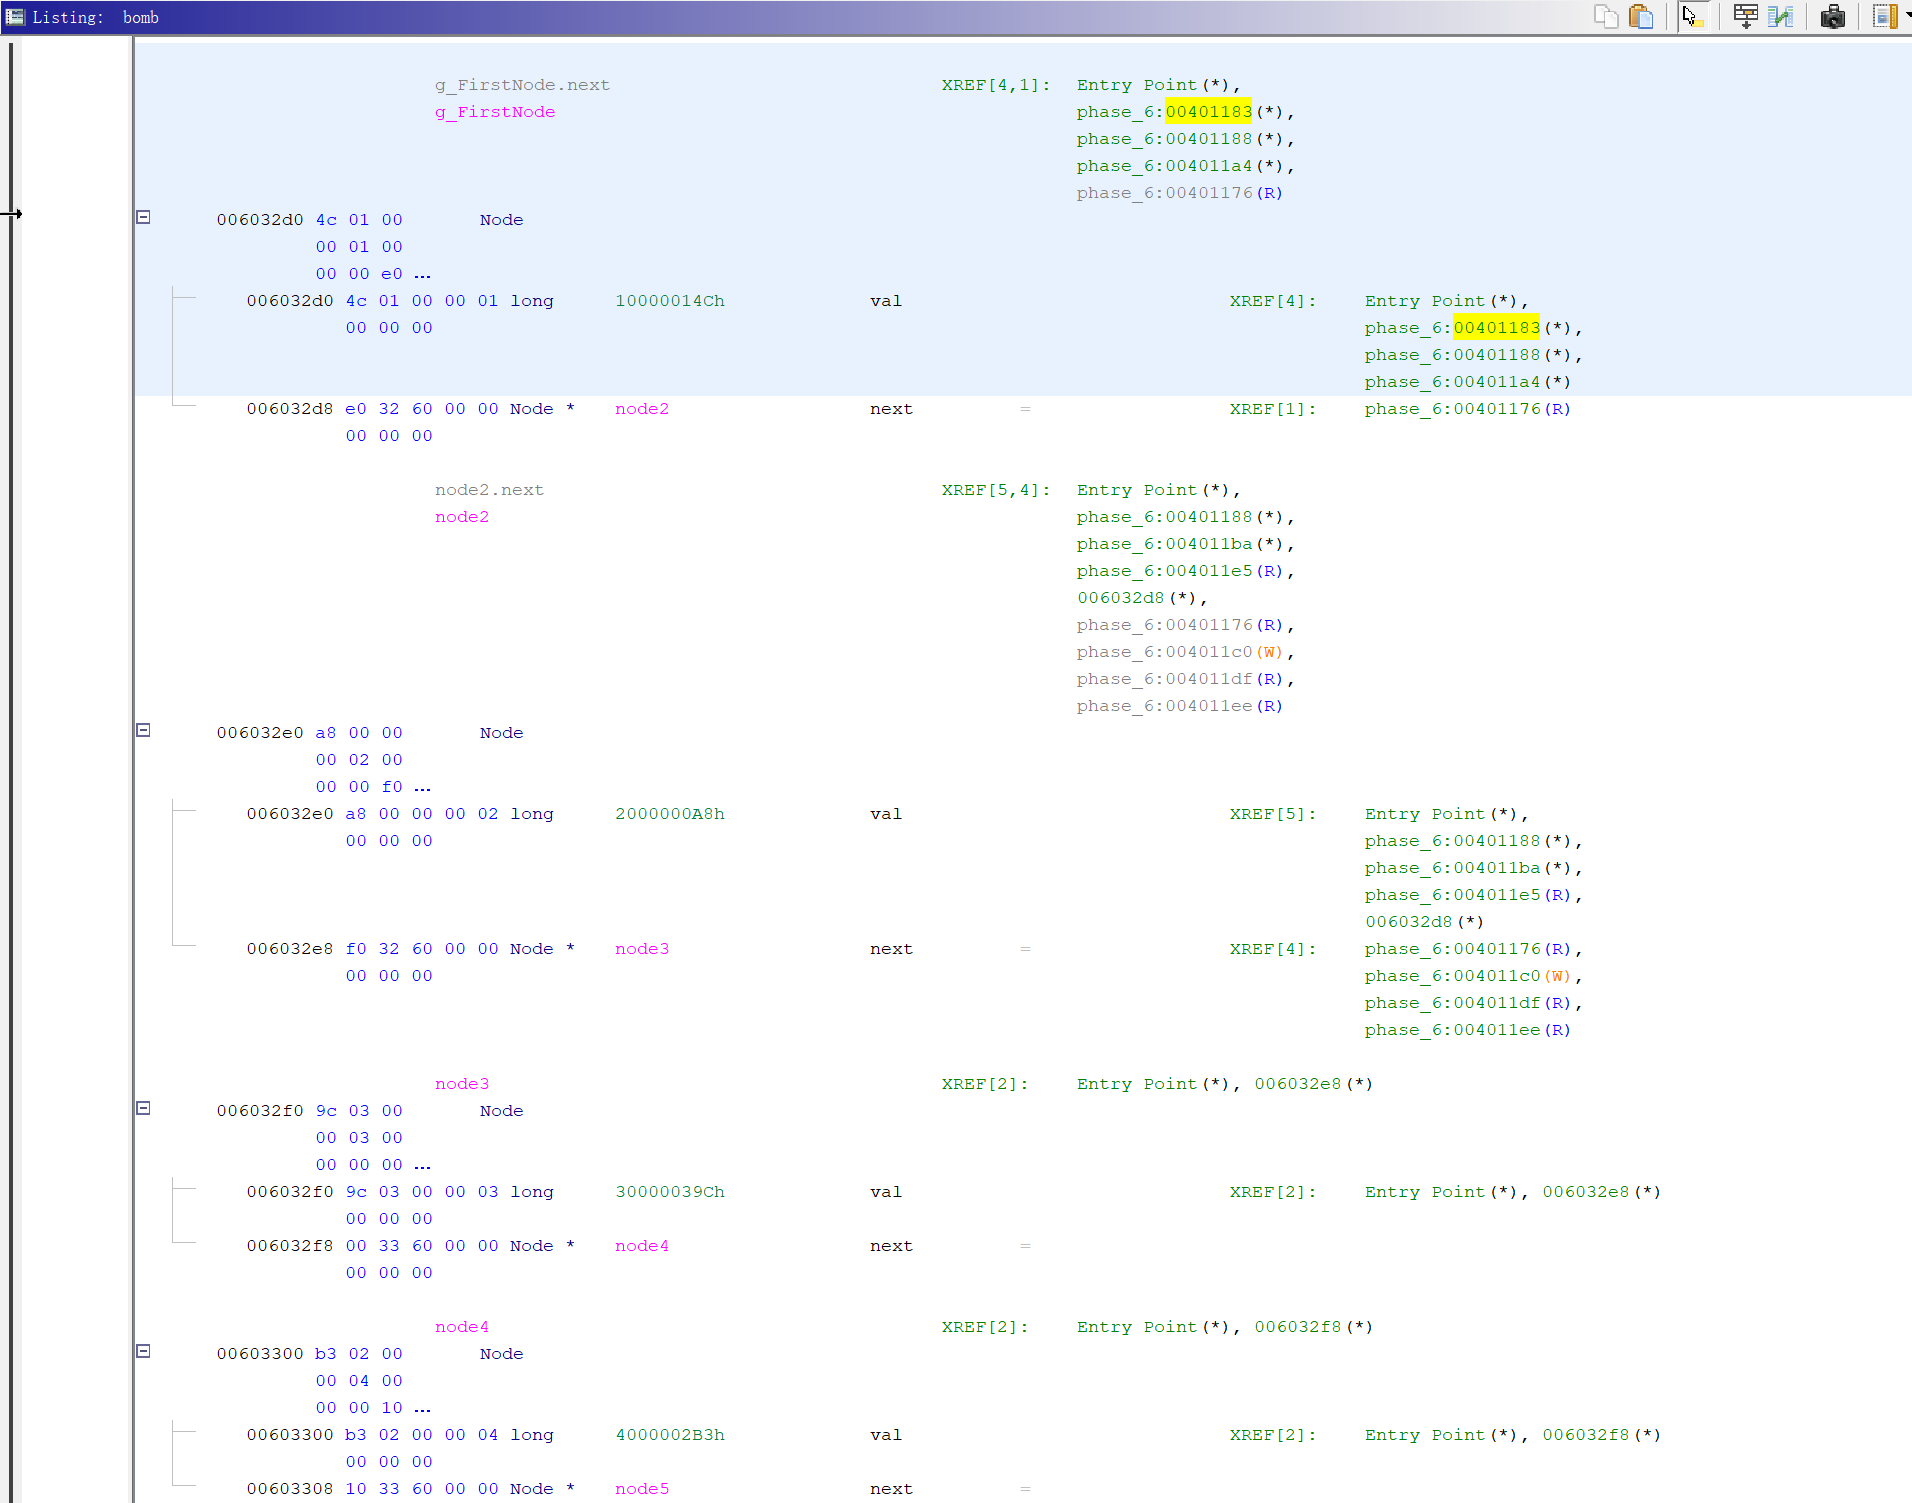 Listing: bomb
g_FirstNode.next XREF[4,1]: Entry Point(*),
g_FirstNode phase_6:00401183(*),
phase_6:00401188(*),
phase_6:004011a4(*),
phase_6:00401176(R)
006032d0 4c 01 00 Node
00 01 00
00 00 e0 ...
006032d0 4c 01 00 00 01 long 10000014Ch val XREF[4]: Entry Point(*),
00 00 00 phase_6:00401183(*),
phase_6:00401188(*),
phase_6:004011a4(*)
006032d8 e0 32 60 00 00 Node * node2 next = XREF[1]: phase_6:00401176(R)
00 00 00
node2.next XREF[5,4]: Entry Point(*),
node2 phase_6:00401188(*),
phase_6:004011ba(*),
phase_6:004011e5(R),
006032d8(*),
phase_6:00401176(R),
phase_6:004011c0(W),
phase_6:004011df(R),
phase_6:004011ee(R)
006032e0 a8 00 00 Node
00 02 00
00 00 f0 ...
006032e0 a8 00 00 00 02 long 2000000A8h val XREF[5]: Entry Point(*),
00 00 00 phase_6:00401188(*),
phase_6:004011ba(*),
phase_6:004011e5(R),
006032d8(*)
006032e8 f0 32 60 00 00 Node * node3 next = XREF[4]: phase_6:00401176(R),
00 00 00 phase_6:004011c0(W),
phase_6:004011df(R),
phase_6:004011ee(R)
node3 XREF[2]: Entry Point(*), 006032e8(*)
006032f0 9c 03 00 Node
00 03 00
00 00 00 ...
006032f0 9c 03 00 00 03 long 30000039Ch val XREF[2]: Entry Point(*), 006032e8(*)
00 00 00
006032f8 00 33 60 00 00 Node * node4 next =
00 00 00
node4 XREF[2]: Entry Point(*), 006032f8(*)
00603300 b3 02 00 Node
00 04 00
00 00 10 ...
00603300 b3 02 00 00 04 long 4000002B3h val XREF[2]: Entry Point(*), 006032f8(*)
00 00 00
00603308 10 33 60 00 00 Node * node5 next =